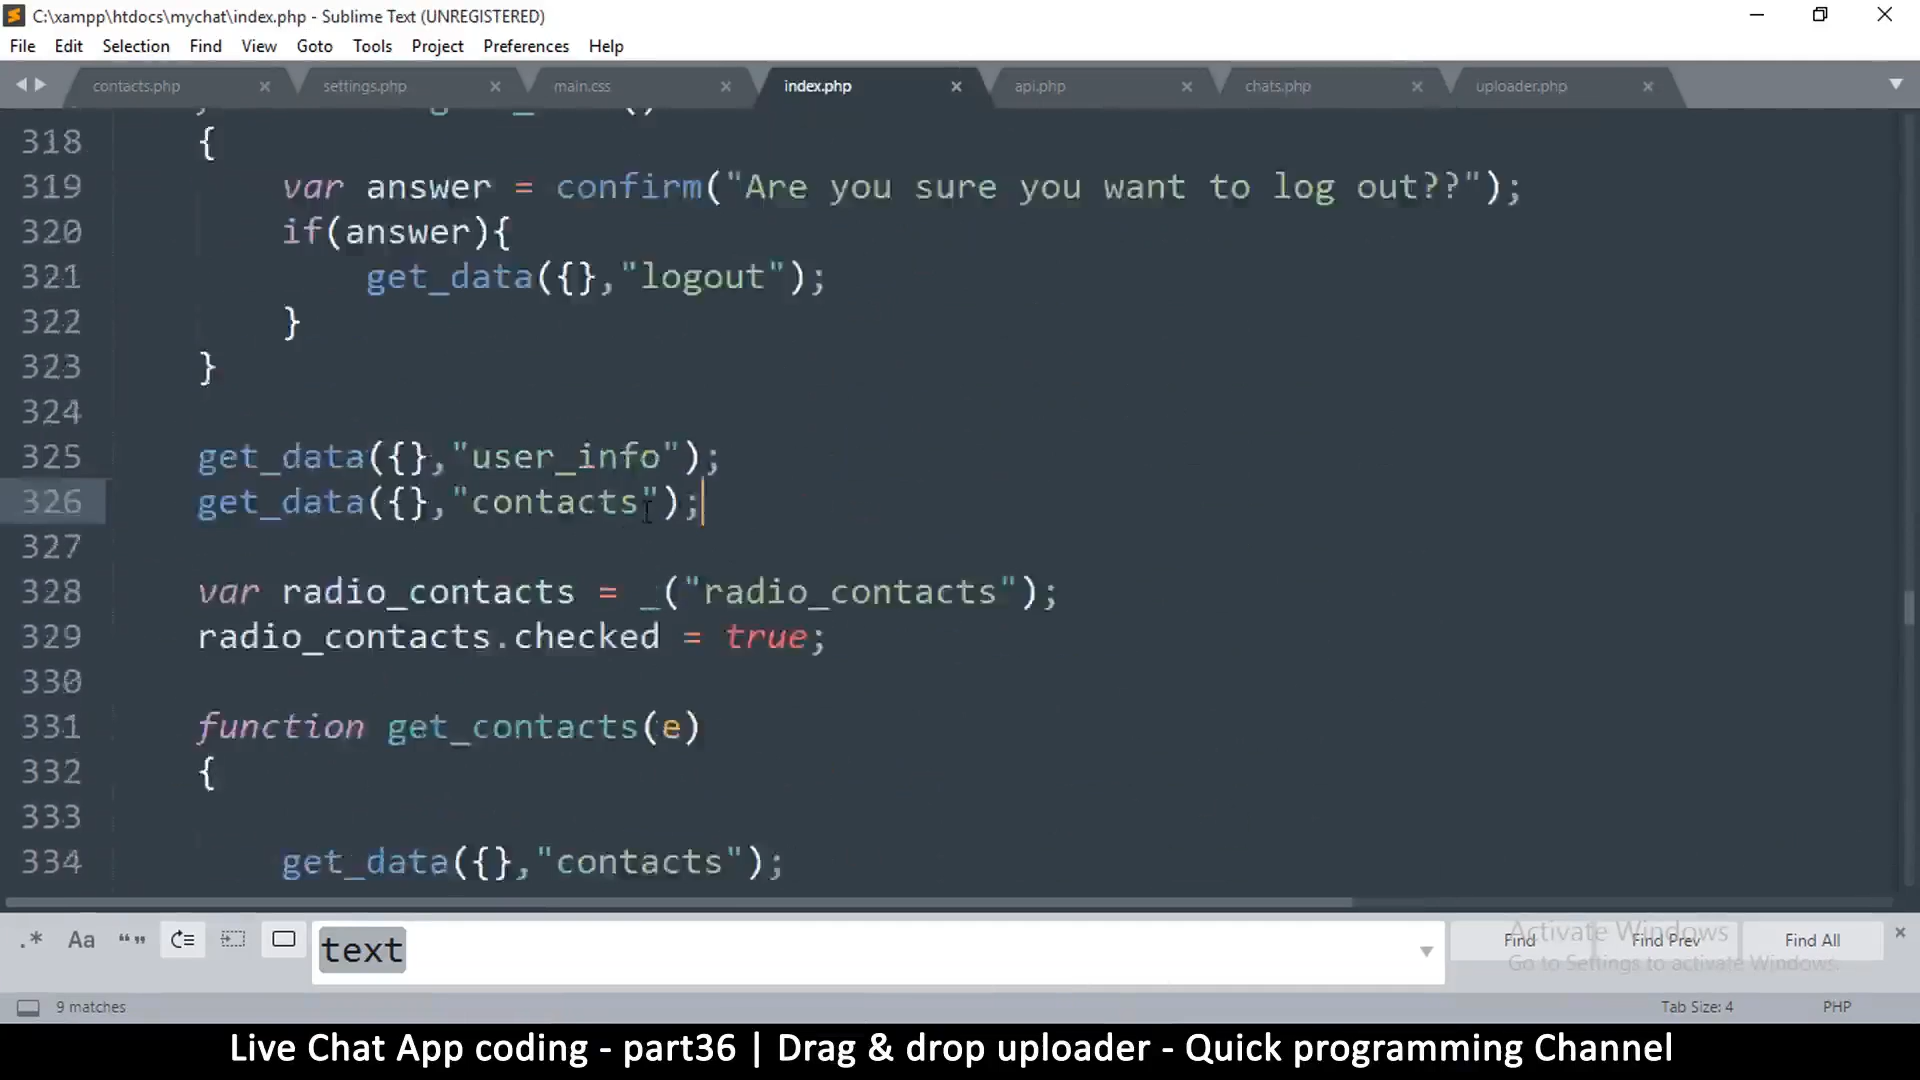 C:\xampp\htdocs\mychat\index.php - Sublime Text (UNREGISTERED)
File Edit Selection Find View Goto Tools Project Preferences Help
contacts.php settings.php main.css index.php api.php chats.php uploader.php
318 {
319 var answer = confirm("Are you sure you want to log out??");
320 if(answer){
321 get_data({},"logout");
322 }
323 }
324
325 get_data({},"user_info");
326 get_data({},"contacts");
327
328 var radio_contacts = _("radio_contacts");
329 radio_contacts.checked = true;
330
331 function get_contacts(e)
332 {
333
334 get_data({},"contacts");
.* Aa “” text Find Find Prev Find All
Activate Windows
Go to Settings to activate Windows.
9 matches Tab Size: 4 PHP
Live Chat App coding - part36 | Drag & drop uploader - Quick programming Channel